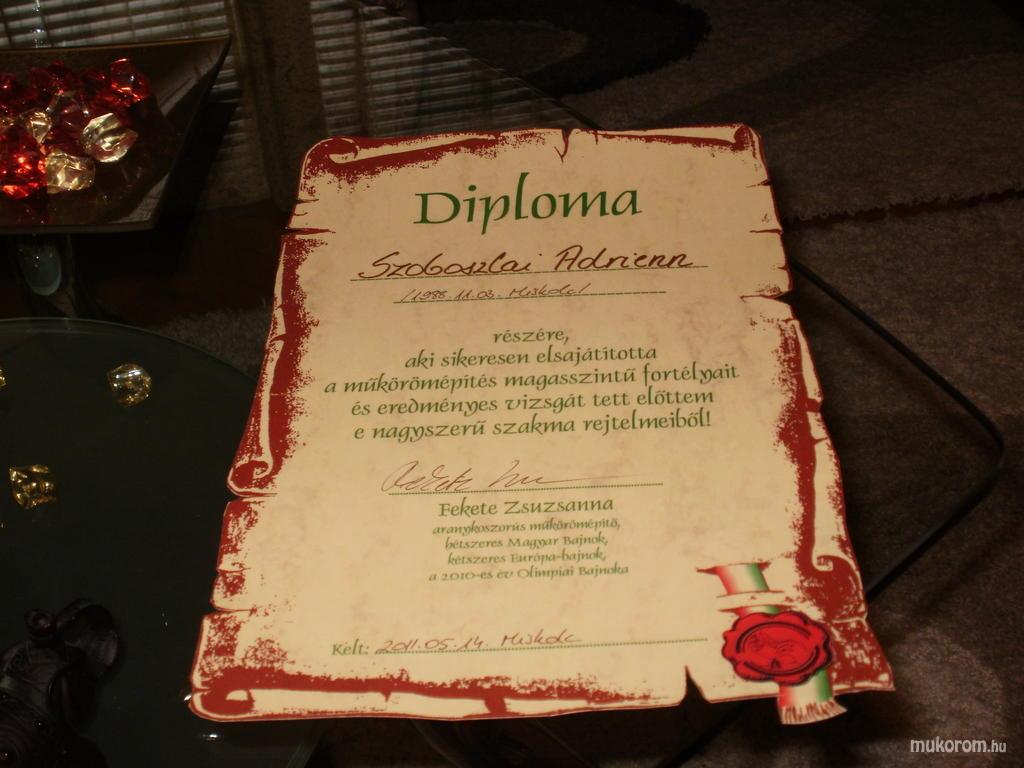 Diploma
Szoboszlai Adrienn
/1988.11.03. Miskolc/
részére,
aki sikeresen elsajátította
a műkörömépítés magasszintű fortélyait
és eredményes vizsgát tett előttem
e nagyszerű szakma rejtelmeiből!
Fekete Zsuzsanna
aranykoszorús műkörömépítő,
hétszeres Magyar Bajnok,
kétszeres Európa-bajnok,
a 2010-es év Olimpiai Bajnoka
Kelt: 2011.05.14. Miskolc
mukorom.hu